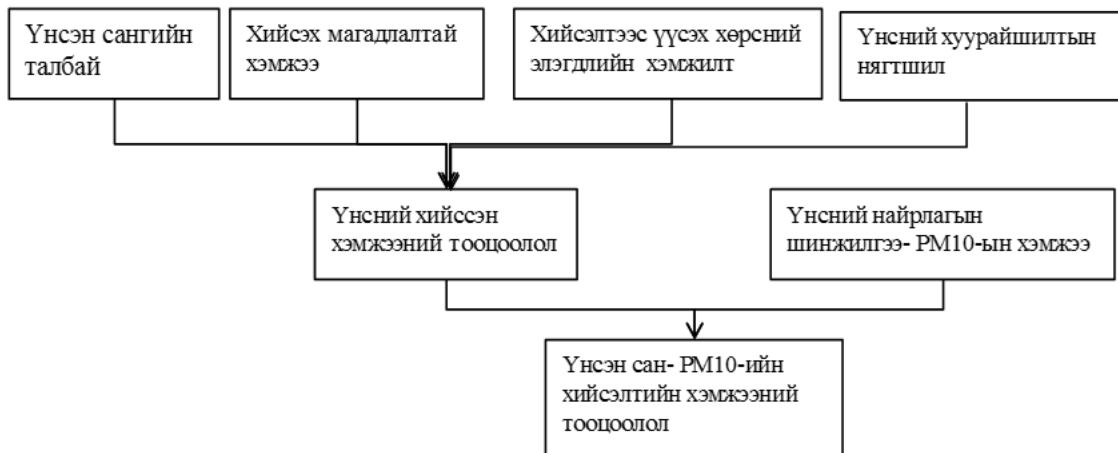 Үнсэн сангийн
талбай
Хийсэх магадлалтай
хэмжээ
Хийсэлтээс үүсэх хөрсний
элэгдлийн хэмжилт
Үнсний хуурайшилтын
нягтшил
Үнсний хийссэн
хэмжээний тооцоолол
Үнсний найрлагын
шинжилгээ- PM10-ын хэмжээ
Үнсэн сан- PM10-ийн
хийсэлтийн хэмжээний
тооцоолол